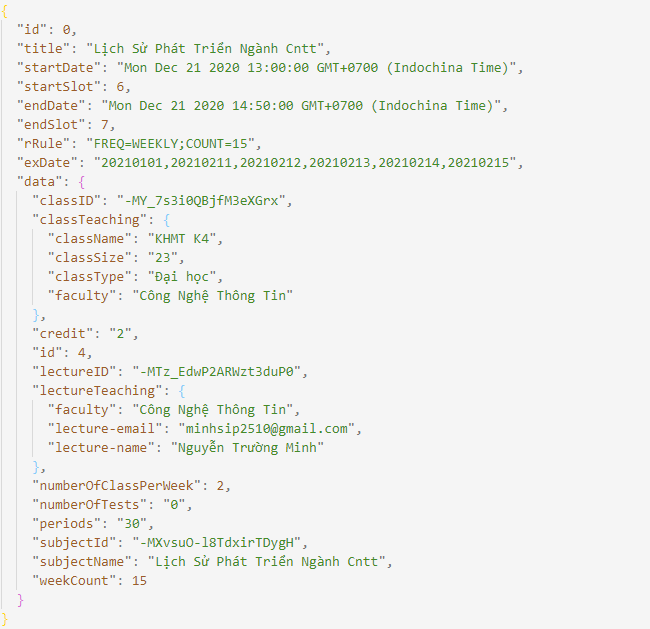 {
"id": 0,
"title": "Lịch Sử Phát Triển Ngành Cntt",
"startDate": "Mon Dec 21 2020 13:00:00 GMT+0700 (Indochina Time)",
"startSlot": 6,
"endDate": "Mon Dec 21 2020 14:50:00 GMT+0700 (Indochina Time)",
"endSlot": 7,
"rRule": "FREQ=WEEKLY;COUNT=15",
"exDate": "20210101,20210211,20210212,20210213,20210214,20210215",
"data": {
"classID": "-MY_7s3i0QBjfM3eXGrx",
"classTeaching": {
"className": "KHMT K4",
"classSize": "23",
"classType": "Đại học",
"faculty": "Công Nghệ Thông Tin"
},
"credit": "2",
"id": 4,
"lectureID": "-MTz_EdwP2ARWzt3duP0",
"lectureTeaching": {
"faculty": "Công Nghệ Thông Tin",
"lecture-email": "minhsip2510@gmail.com",
"lecture-name": "Nguyễn Trường Minh"
},
"numberOfClassPerWeek": 2,
"numberOfTests": "0",
"periods": "30",
"subjectId": "-MXvsuO-l8TdxirTDygH",
"subjectName": "Lịch Sử Phát Triển Ngành Cntt",
"weekCount": 15
}
}